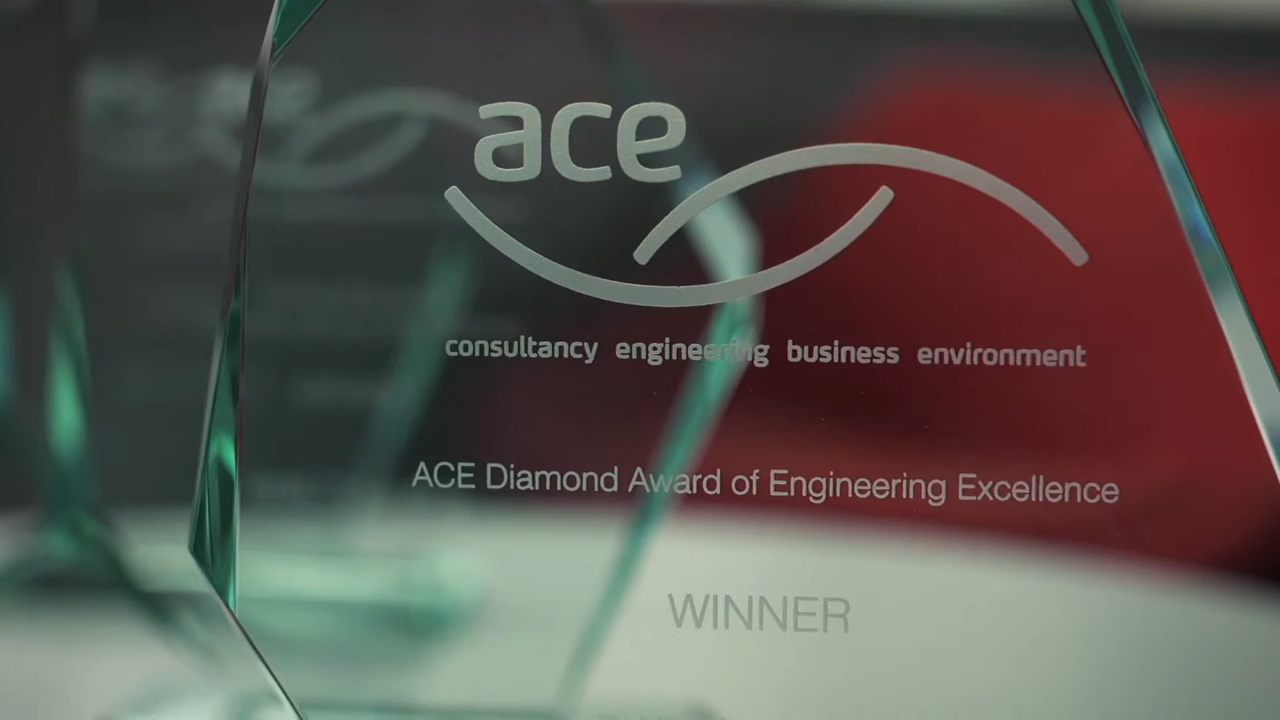 ace
consultancy engineering business environment
ACE Diamond Award of Engineering Excellence
WINNER